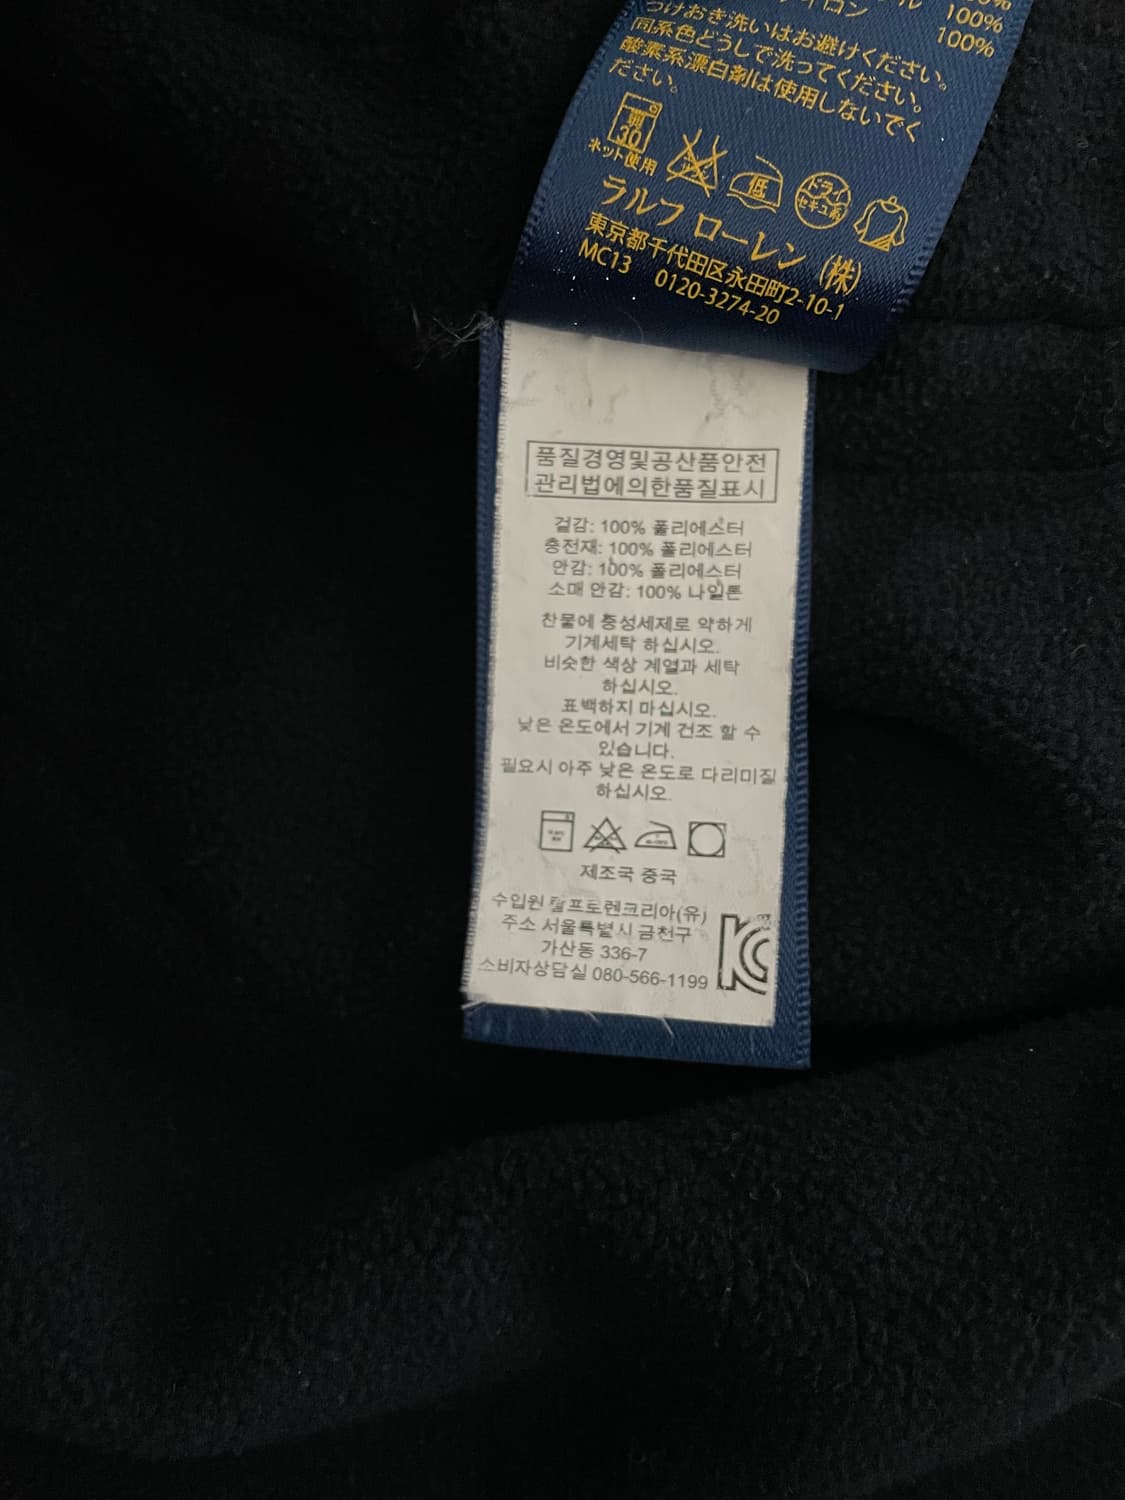 100%
イロン 100%
つけおき洗いはお避けください。
同系色どうしで洗ってください。
酸素系漂白剤は使用しないでく
ださい。
弱
30
ネット使用
低
ドライ
セキユ系
ラルフ ローレン (株)
東京都千代田区永田町2-10-1
MC13 0120-3274-20
품질경영및공산품안전
관리법에의한품질표시
겉감: 100% 폴리에스터
충전재: 100% 폴리에스터
안감: 100% 폴리에스터
소매 안감: 100% 나일론
찬물에 중성세제로 약하게
기계세탁 하십시오.
비슷한 색상 계열과 세탁
하십시오.
표백하지 마십시오.
낮은 온도에서 기계 건조 할 수
있습니다.
필요시 아주 낮은 온도로 다리미질
하십시오.
제조국 중국
수입원 랄프로렌코리아(유)
주소 서울특별시 금천구
가산동 336-7
소비자상담실 080-566-1199
KC